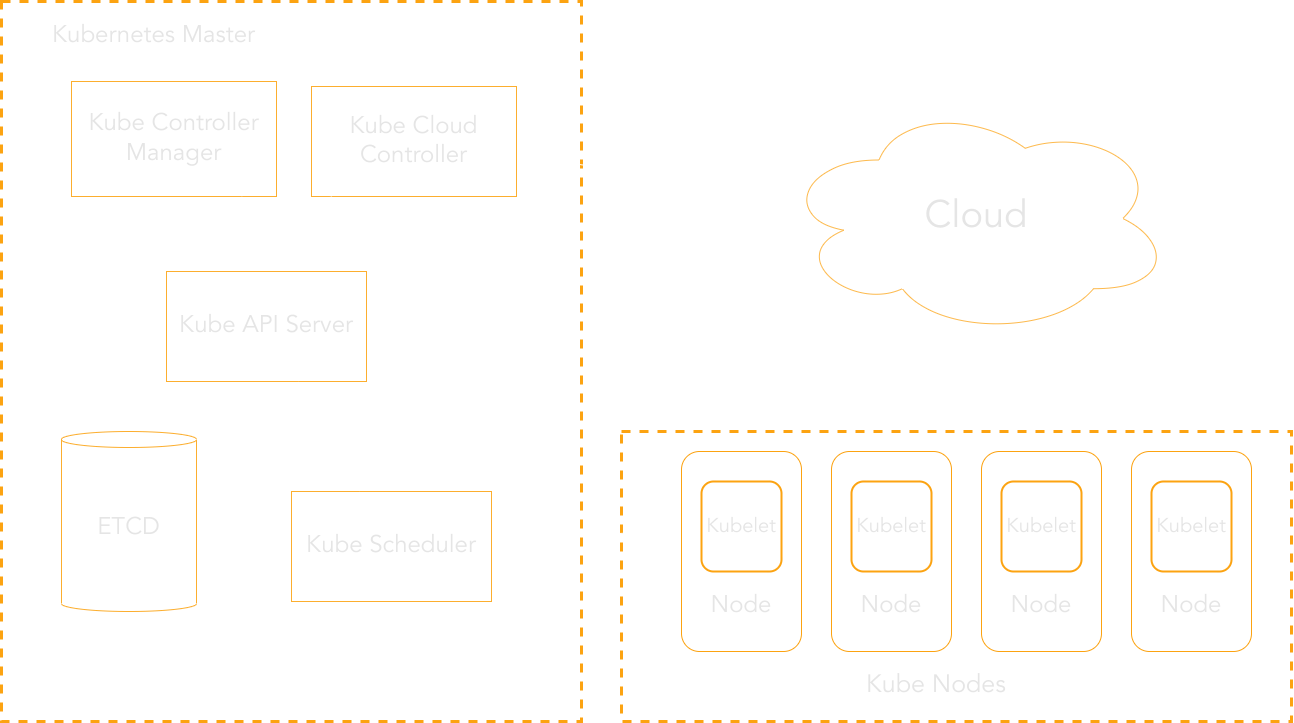 Kubernetes Master
Kube Controller
Manager
Kube Cloud
Controller
Cloud
Kube API Server
ETCD
Kube Scheduler
Kubelet
Kubelet
Kubelet
Kubelet
Node
Node
Node
Node
Kube Nodes